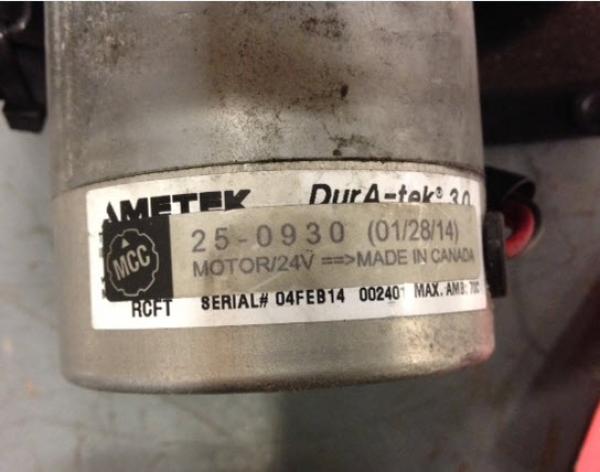 AMETEK DurA-tek® 3.0
MCC
25-0930 (01/28/14)
MOTOR/24V ==>MADE IN CANADA
RCFT SERIAL# 04FEB14 002401 MAX. AMB: 70C